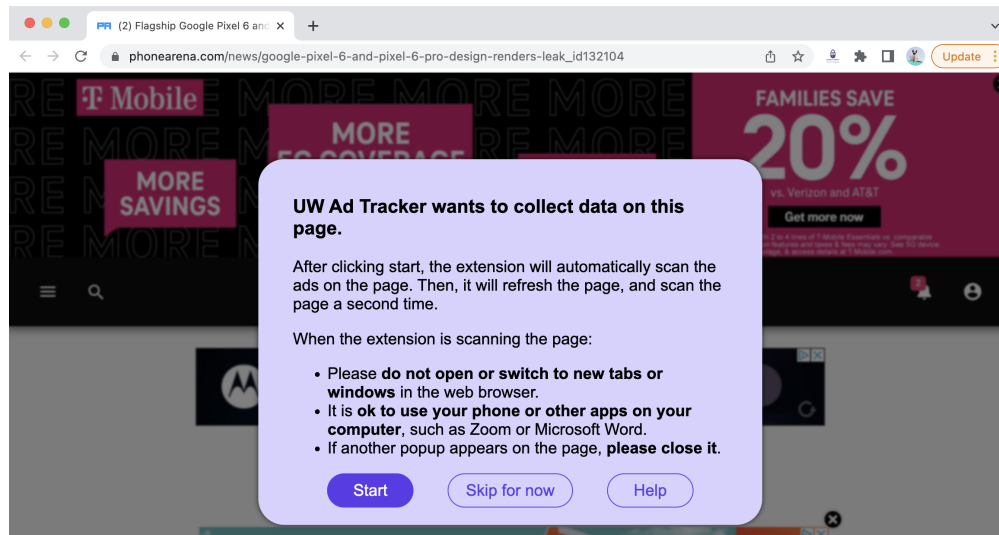 (2) Flagship Google Pixel 6 and
phonearena.com/news/google-pixel-6-and-pixel-6-pro-design-renders-leak_id132104
Update
T Mobile
MORE
MORE
SAVINGS
FAMILIES SAVE
20%
vs. Verizon and AT&T
Get more now
UW Ad Tracker wants to collect data on this
page.
After clicking start, the extension will automatically scan the
ads on the page. Then, it will refresh the page, and scan the
page a second time.
When the extension is scanning the page:
• Please do not open or switch to new tabs or
windows in the web browser.
• It is ok to use your phone or other apps on your
computer, such as Zoom or Microsoft Word.
• If another popup appears on the page, please close it.
Start
Skip for now
Help
2